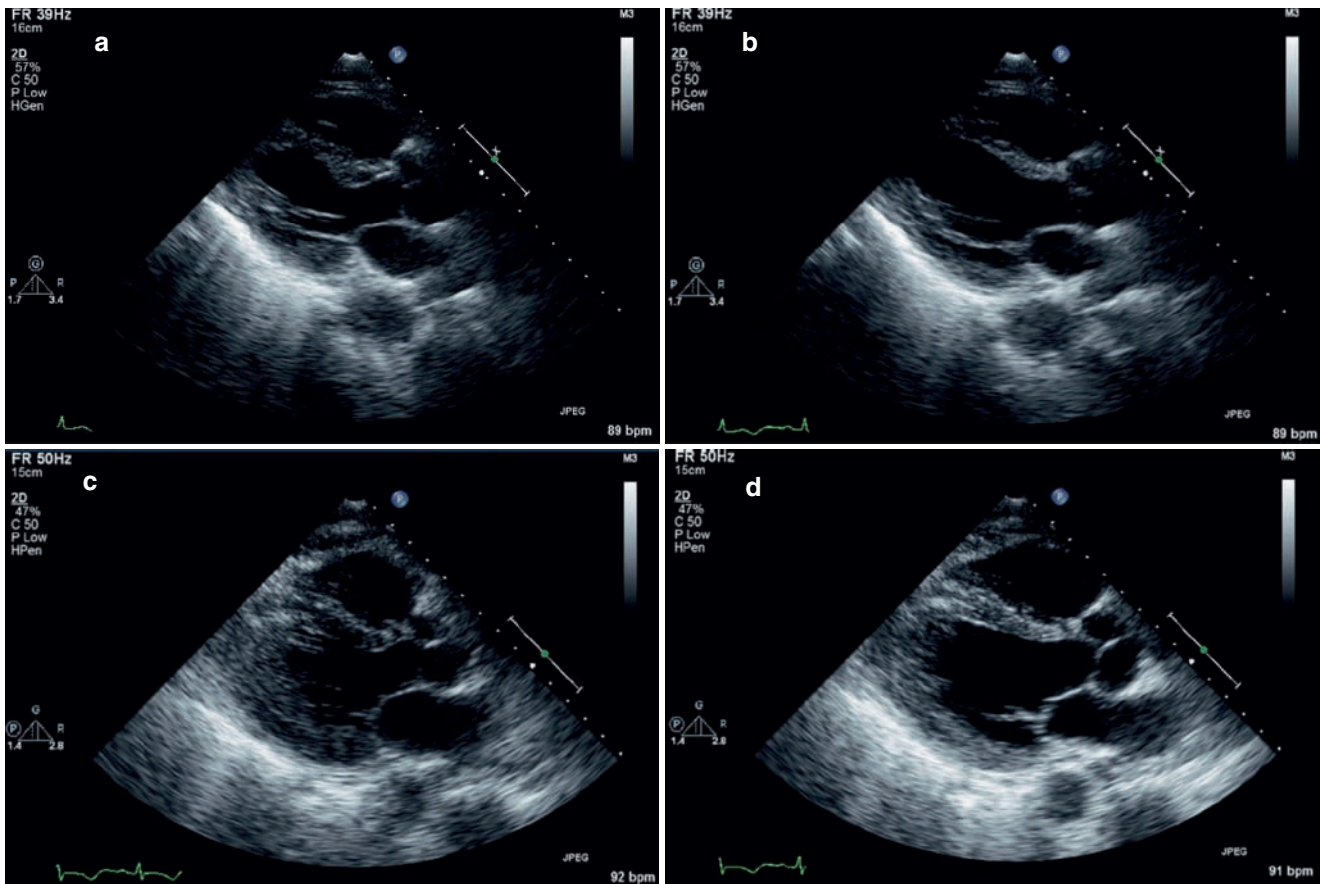 FR 39Hz
16cm
M3
a
P
2D
57%
C 50
P Low
HGen
G
P R
1.7 3.4
JPEG
89 bpm
FR 39Hz
16cm
M3
b
P
2D
57%
C 50
P Low
HGen
G
P R
1.7 3.4
JPEG
89 bpm
FR 50Hz
15cm
M3
c
P
2D
47%
C 50
P Low
HPen
G
P R
1.4 2.8
JPEG
92 bpm
FR 50Hz
15cm
M3
d
P
2D
47%
C 50
P Low
HPen
G
P R
1.4 2.8
JPEG
91 bpm